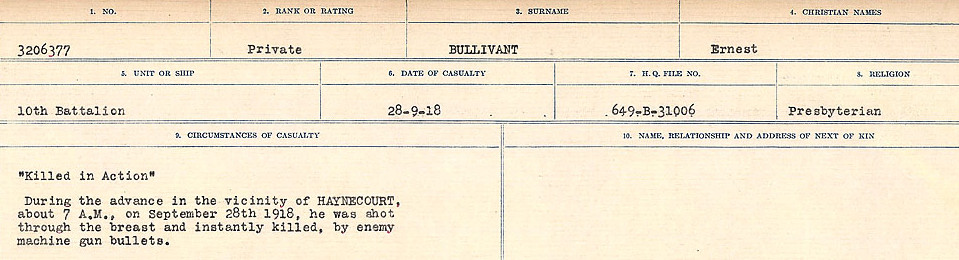 1. NO. 2. RANK OR RATING 3. SURNAME 4. CHRISTIAN NAMES
3206377 Private BULLIVANT Ernest
5. UNIT OR SHIP 6. DATE OF CASUALTY 7. H.Q. FILE NO. 8. RELIGION
10th Battalion 28-9-18 649-B-31006 Presbyterian
9. CIRCUMSTANCES OF CASUALTY 10. NAME, RELATIONSHIP AND ADDRESS OF NEXT OF KIN
"Killed in Action"
During the advance in the vicinity of HAYNECOURT,
about 7 A.M., on September 28th 1918, he was shot
through the breast and instantly killed, by enemy
machine gun bullets.